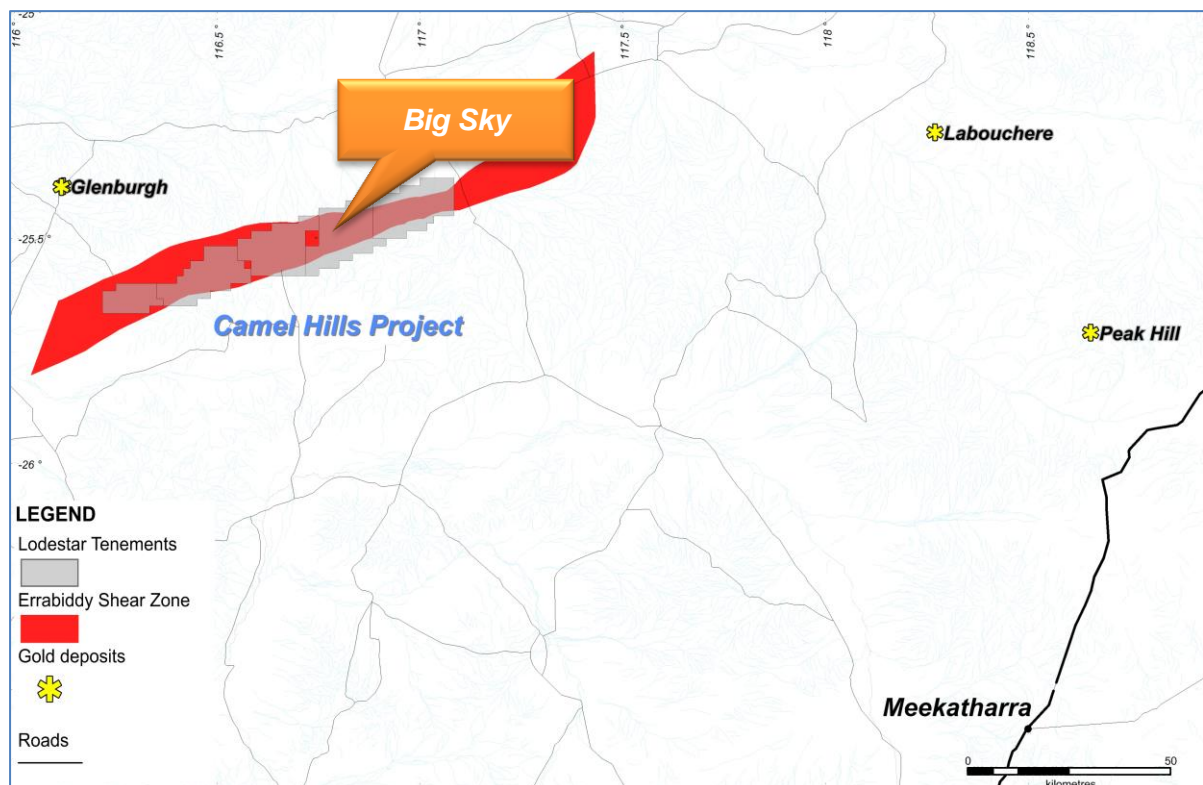 -25°
116°
116.5°
117°
117.5°
118°
118.5°
Big Sky
Labouchere
Glenburgh
-25.5°
Camel Hills Project
Peak Hill
-26°
LEGEND
Lodestar Tenements
Errabiddy Shear Zone
Gold deposits
Roads
Meekatharra
0 50
kilometres